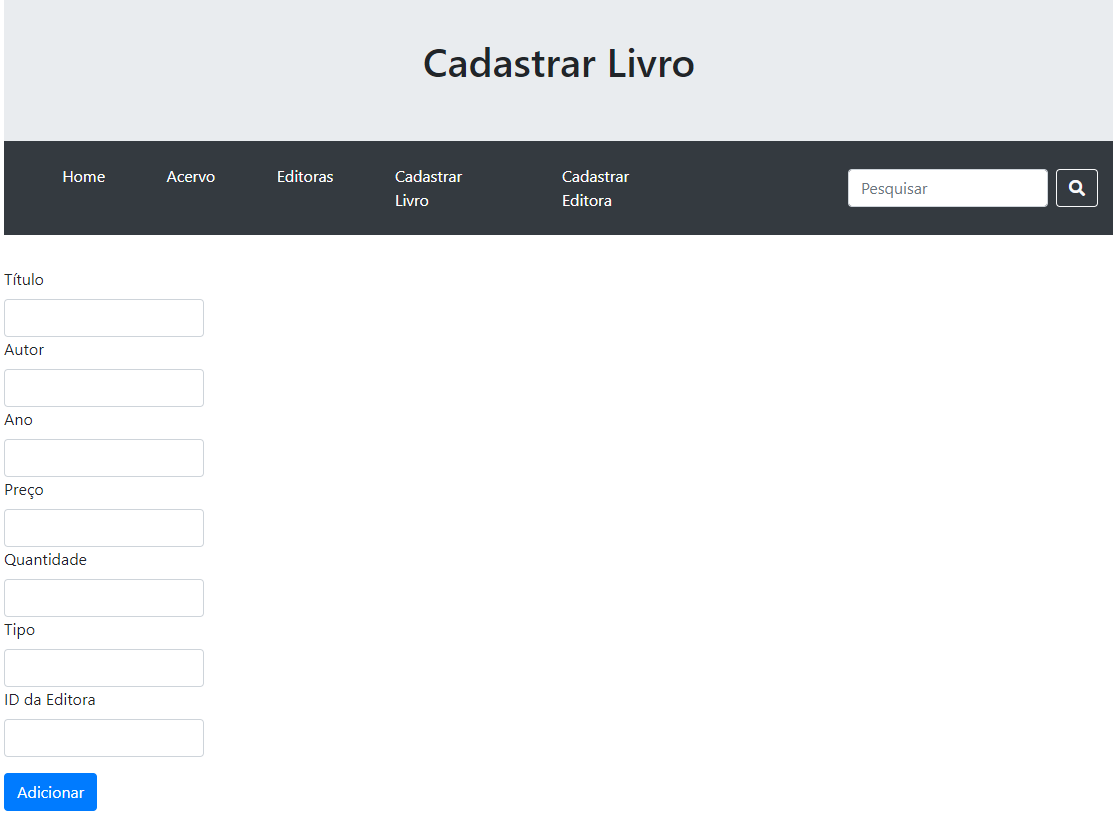 Cadastrar Livro
Home Acervo Editoras Cadastrar Livro Cadastrar Editora Pesquisar
Título
Autor
Ano
Preço
Quantidade
Tipo
ID da Editora
Adicionar